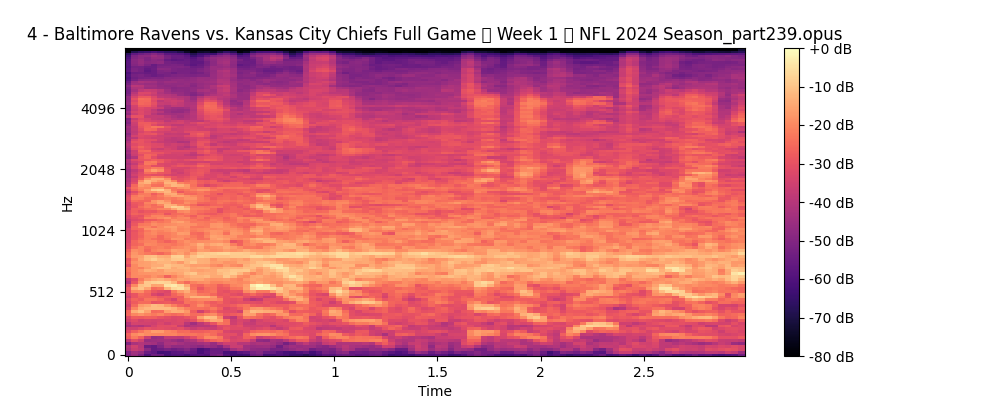 4 - Baltimore Ravens vs. Kansas City Chiefs Full Game ▯ Week 1 ▯ NFL 2024 Season_part239.opus
Hz
4096
2048
1024
512
0
0
0.5
1
1.5
2
2.5
Time
+0 dB
-10 dB
-20 dB
-30 dB
-40 dB
-50 dB
-60 dB
-70 dB
-80 dB